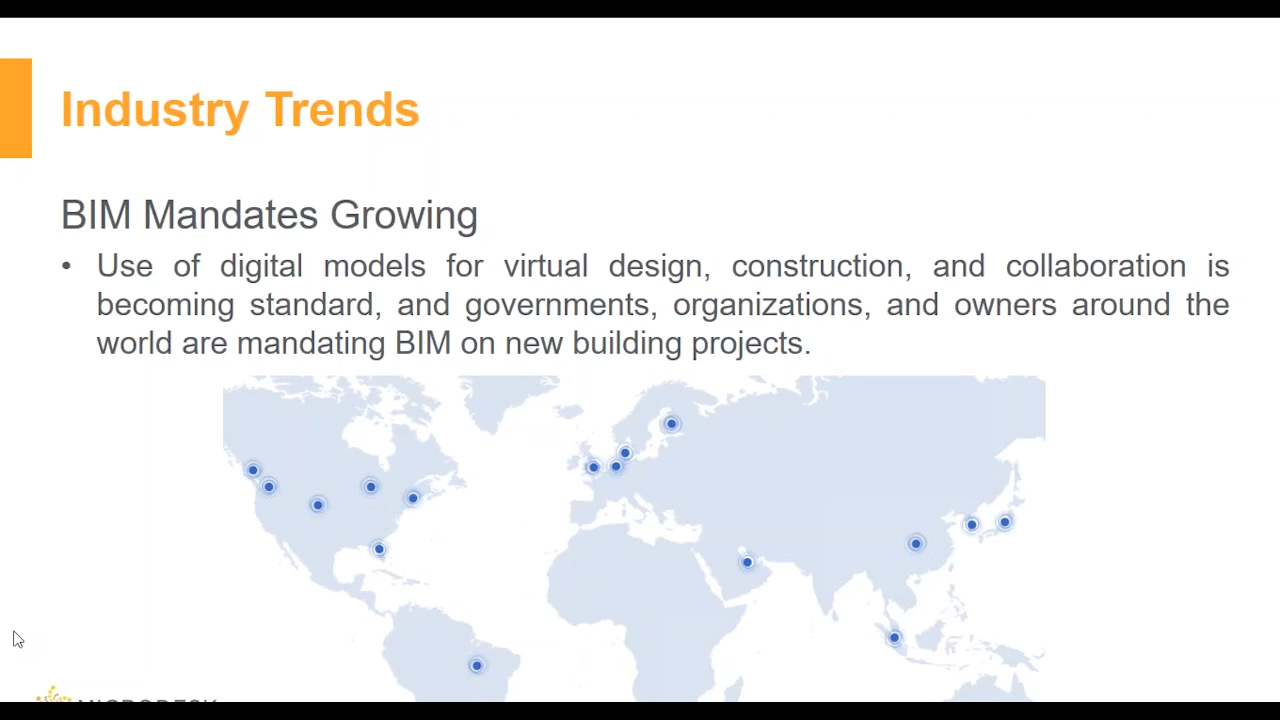 Industry Trends
BIM Mandates Growing
• Use of digital models for virtual design, construction, and collaboration is
becoming standard, and governments, organizations, and owners around the
world are mandating BIM on new building projects.
MICRODESK